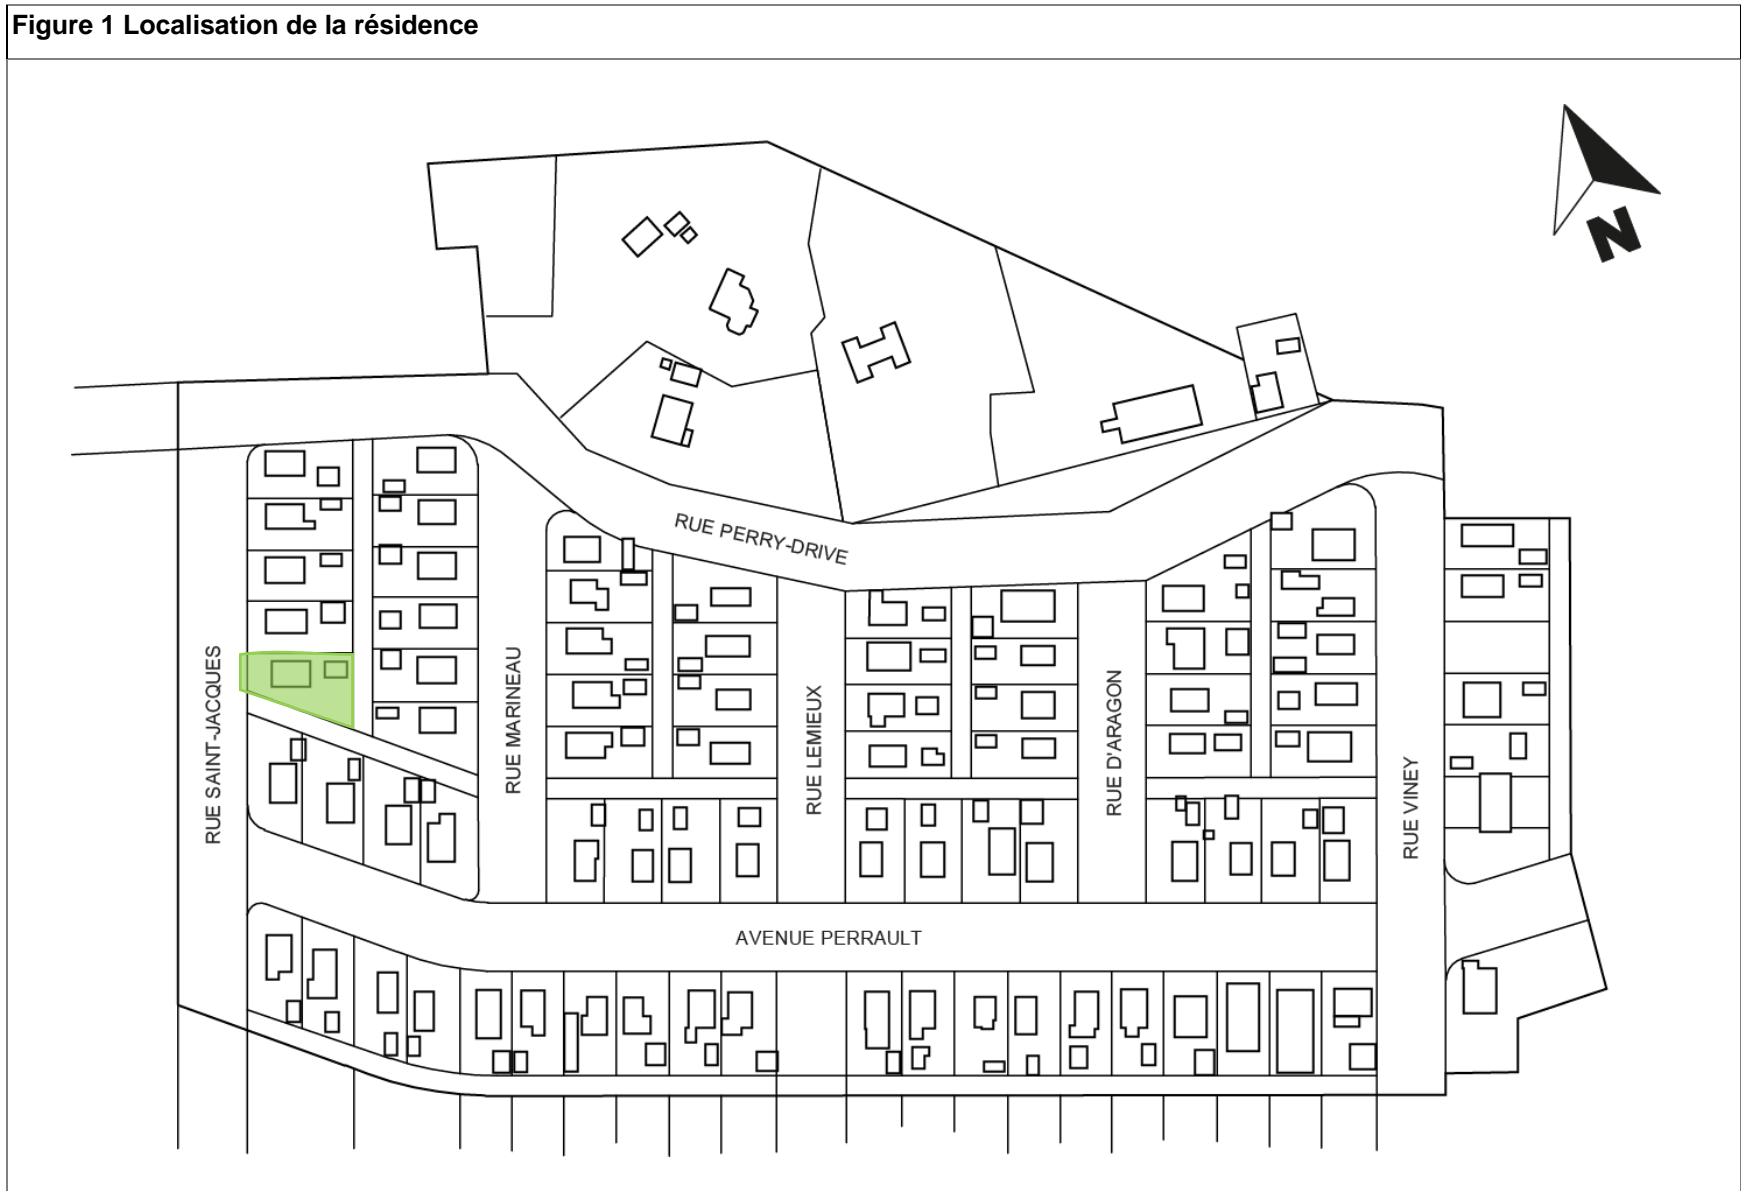 Figure 1 Localisation de la résidence
N
RUE PERRY-DRIVE
RUE SAINT-JACQUES
RUE MARINEAU
RUE LEMIEUX
RUE D'ARAGON
RUE VINEY
AVENUE PERRAULT